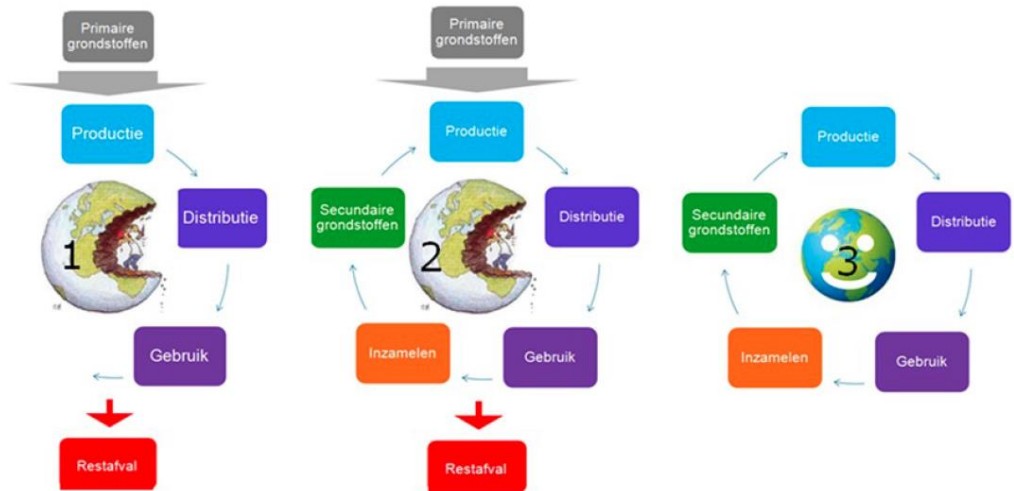 Primaire
grondstoffen
Productie
Distributie
1
Gebruik
Restafval
Primaire
grondstoffen
Productie
Secundaire
grondstoffen
Distributie
2
Inzamelen
Gebruik
Restafval
Productie
Secundaire
grondstoffen
Distributie
3
Inzamelen
Gebruik